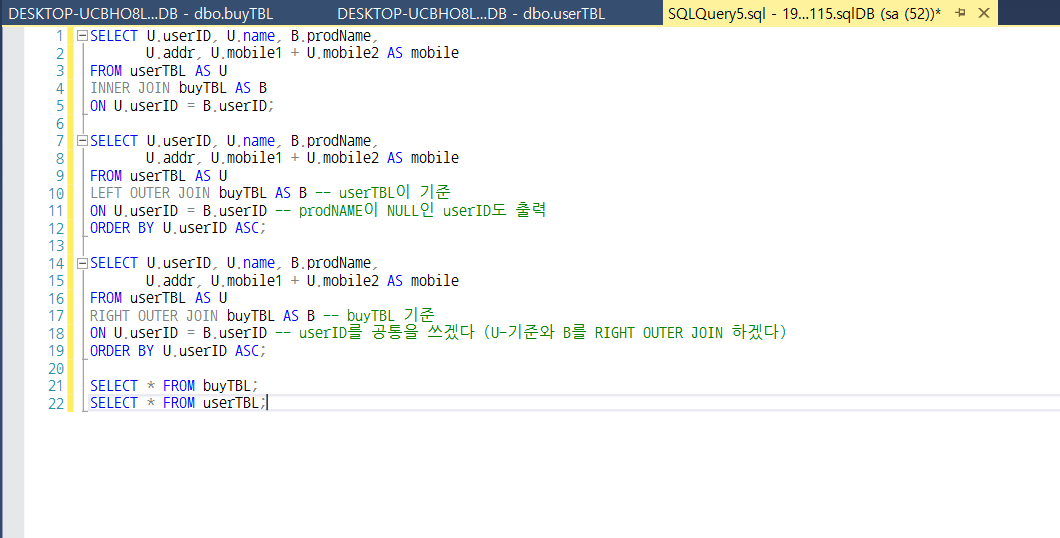 DESKTOP-UCBHO8L...DB - dbo.buyTBL
DESKTOP-UCBHO8L...DB - dbo.userTBL
SQLQuery5.sql - 19...115.sqlDB (sa (52))*
1 SELECT U.userID, U.name, B.prodName,
2 U.addr, U.mobile1 + U.mobile2 AS mobile
3 FROM userTBL AS U
4 INNER JOIN buyTBL AS B
5 ON U.userID = B.userID;
6
7 SELECT U.userID, U.name, B.prodName,
8 U.addr, U.mobile1 + U.mobile2 AS mobile
9 FROM userTBL AS U
10 LEFT OUTER JOIN buyTBL AS B -- userTBL이 기준
11 ON U.userID = B.userID -- prodNAME이 NULL인 userID도 출력
12 ORDER BY U.userID ASC;
13
14 SELECT U.userID, U.name, B.prodName,
15 U.addr, U.mobile1 + U.mobile2 AS mobile
16 FROM userTBL AS U
17 RIGHT OUTER JOIN buyTBL AS B -- buyTBL 기준
18 ON U.userID = B.userID -- userID를 공통을 쓰겠다 (U-기준와 B를 RIGHT OUTER JOIN 하겠다)
19 ORDER BY U.userID ASC;
20
21 SELECT * FROM buyTBL;
22 SELECT * FROM userTBL;